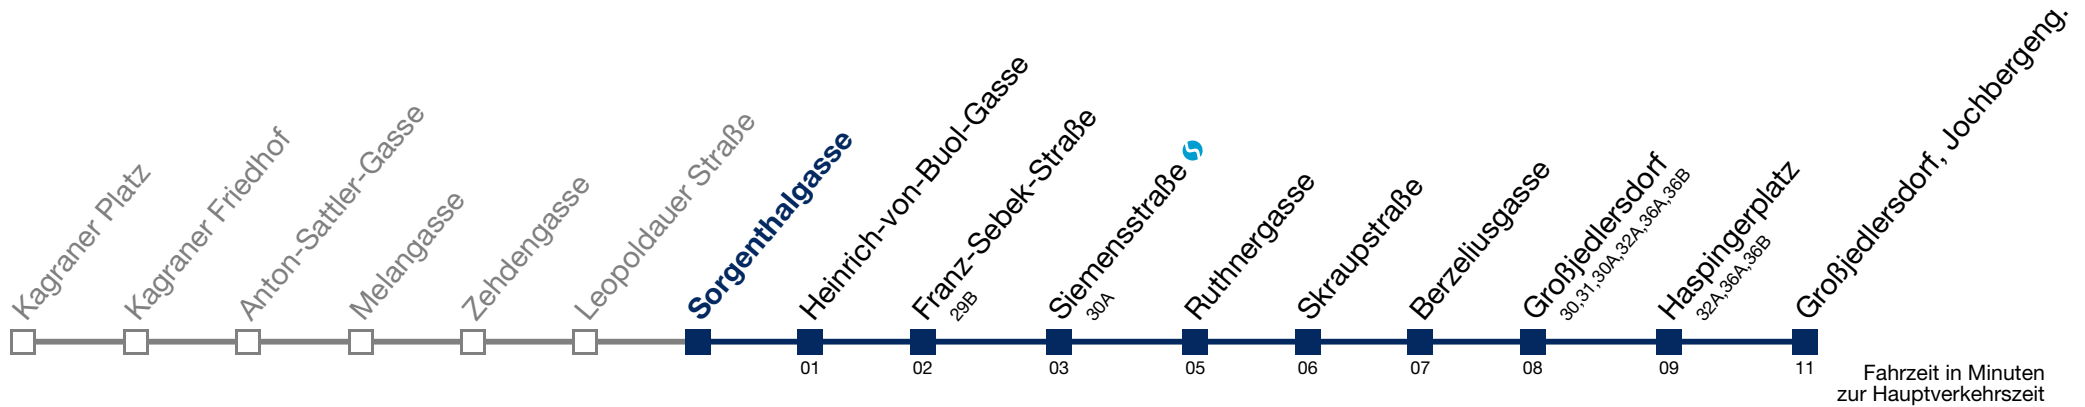 Kagraner Platz
Kagraner Friedhof
Anton-Sattler-Gasse
Melangasse
Zehdengasse
Leopoldauer Straße
Sorgenthalgasse
Heinrich-von-Buol-Gasse
01
Franz-Sebek-Straße
29B
02
Siemensstraße
30A
03
Ruthnergasse
05
Skraupstraße
06
Berzeliusgasse
07
Großjedlersdorf
30,31,30A,32A,36A,36B
08
Haspingerplatz
32A,36A,36B
09
Großjedlersdorf, Jochbergeng.
11
Fahrzeit in Minuten
zur Hauptverkehrszeit